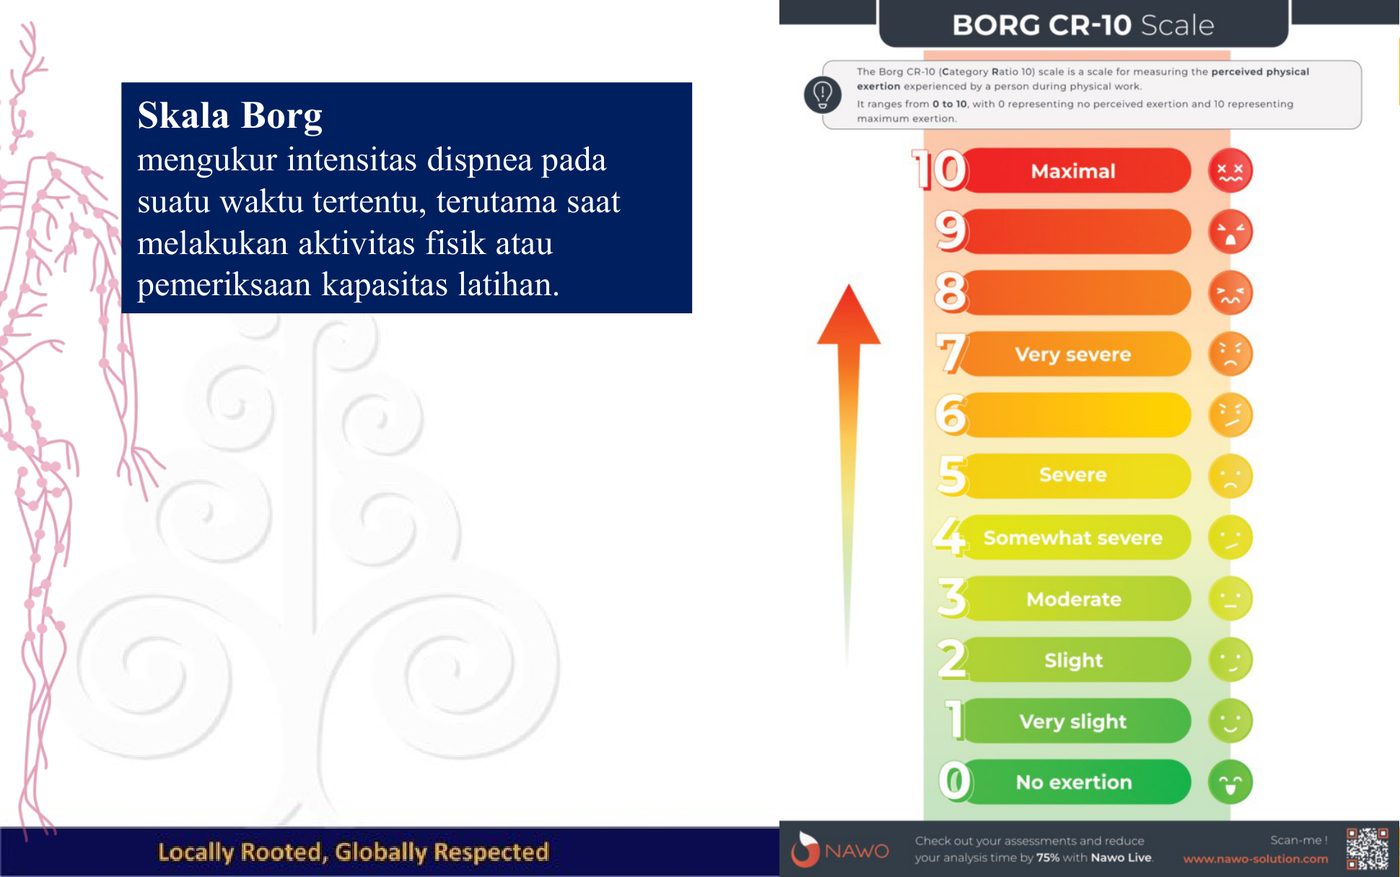 Skala Borg
mengukur intensitas dispnea pada
suatu waktu tertentu, terutama saat
melakukan aktivitas fisik atau
pemeriksaan kapasitas latihan.
Locally Rooted, Globally Respected
BORG CR-10 Scale
The Borg CR-10 (Category Ratio 10) scale is a scale for measuring the perceived physical
exertion experienced by a person during physical work.
It ranges from 0 to 10, with 0 representing no perceived exertion and 10 representing
maximum exertion.
10 Maximal
9
8
7 Very severe
6
5 Severe
4 Somewhat severe
3 Moderate
2 Slight
1 Very slight
0 No exertion
NAWO
Check out your assessments and reduce
your analysis time by 75% with Nawo Live.
Scan-me !
www.nawo-solution.com